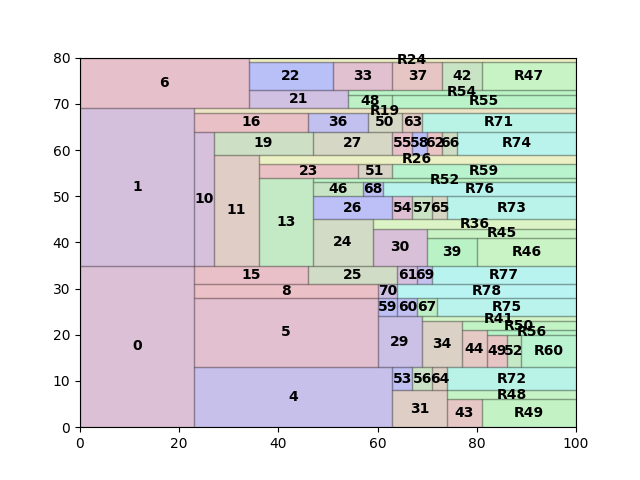 80
R24
6 22 33 37 42 R47
70
R54
21 48 R55
R19
16 36 50 63 R71
60
19 27 55 58 62 66 R74
R26
23 51 R59
R52
50
1 10 11 13 46 68 R76
26 54 57 65 R73
R36
40
24 30 R45
39 R46
15 25 61 69 R77
30
8 70 R78
59 60 67 R75
R41
20
0 5 29 34 R50
R56
44 49 52 R60
10
4 53 56 64 R72
R48
31 43 R49
0
0 20 40 60 80 100